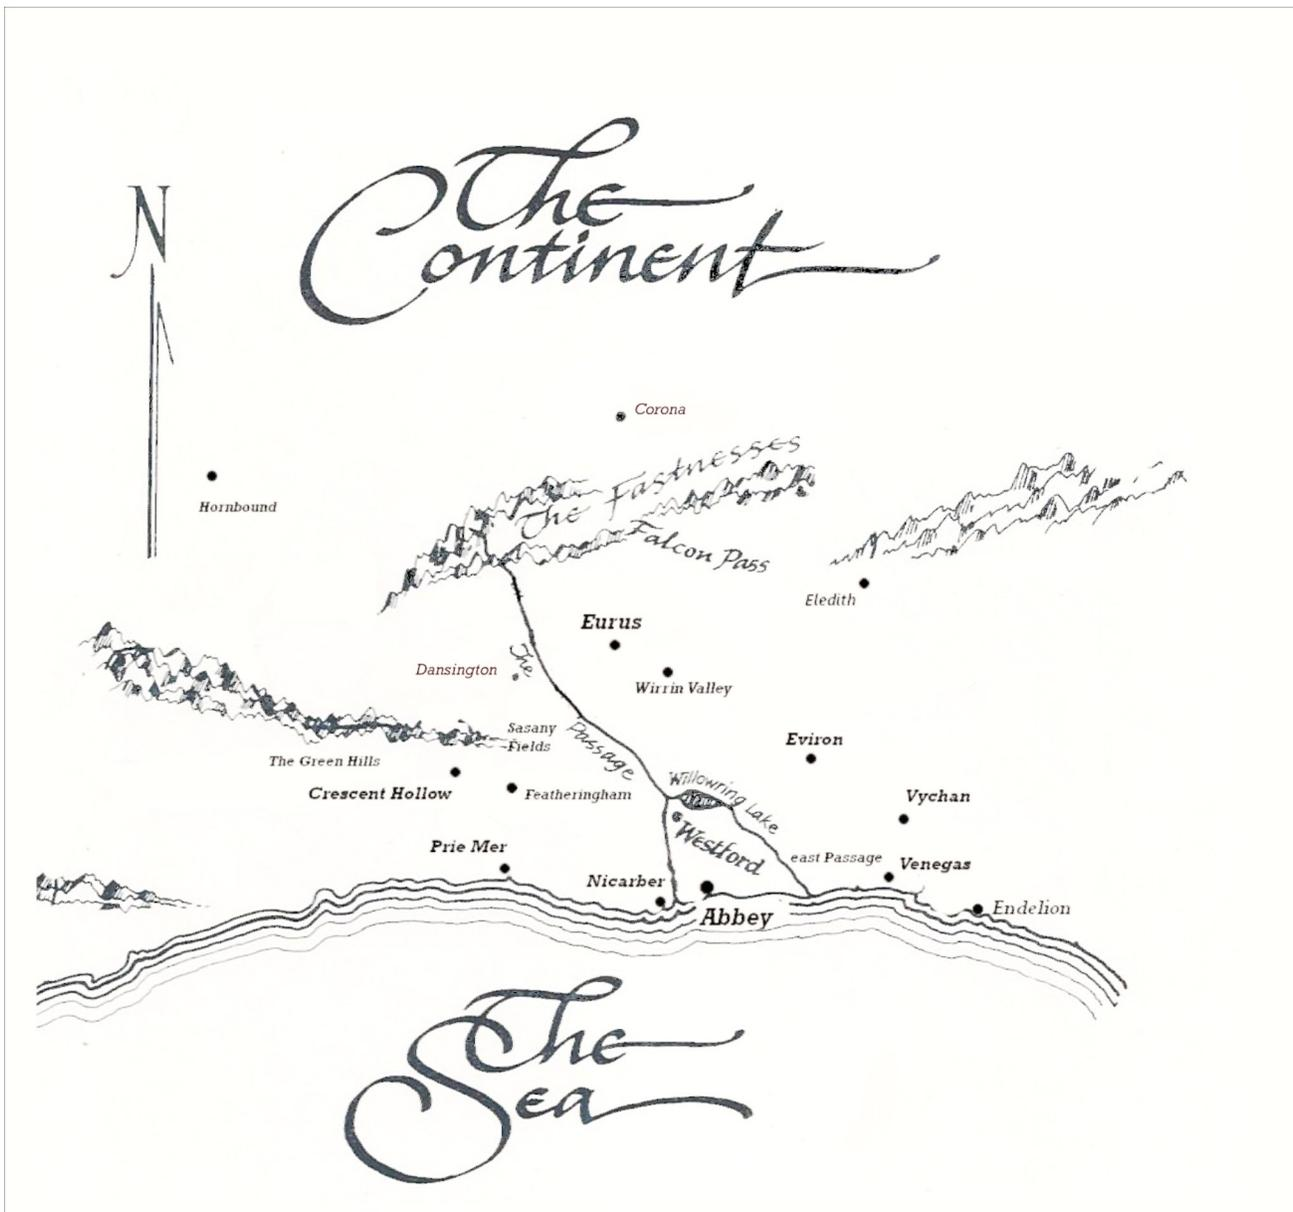 The
Continent
N
Corona
Hornbound
The Fastnesses
Falcon Pass
Eledith
Eurus
The
Dansington
Wirrin Valley
Sasany
Fields
Passage
The Green Hills
Eviron
Crescent Hollow
Featheringham
Willowring Lake
Vychan
Westford
Prie Mer
east Passage
Venegas
Nicarber
Abbey
Endelion
The
Sea